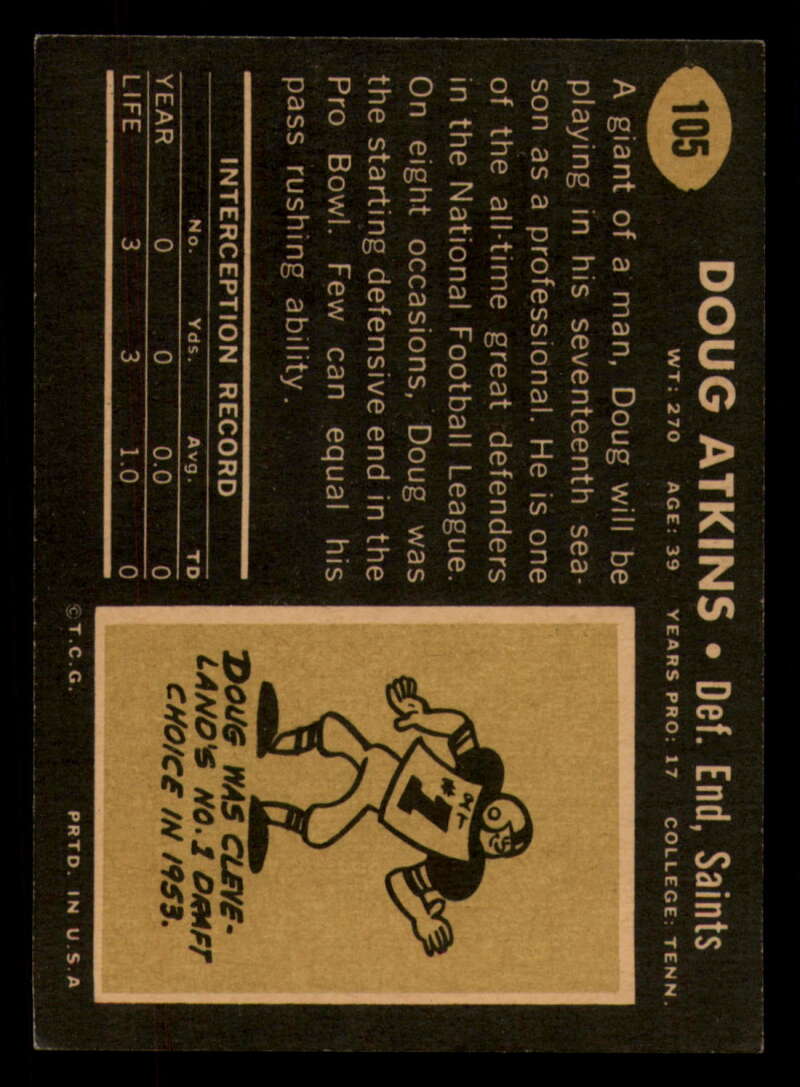 105
DOUG ATKINS • Def. End, Saints
WT: 270 AGE: 39 YEARS PRO: 17 COLLEGE: TENN.
A giant of a man, Doug will be
playing in his seventeenth sea-
son as a professional. He is one
of the all-time great defenders
in the National Football League.
On eight occasions, Doug was
the starting defensive end in the
Pro Bowl. Few can equal his
pass rushing ability.
INTERCEPTION RECORD
No. Yds. Avg. TD
YEAR 0 0 0.0 0
LIFE 3 3 1.0 0
#1
DOUG WAS CLEVE-
LAND'S NO. 1 DRAFT
CHOICE IN 1953.
© T.C.G. PRTD. IN U.S.A